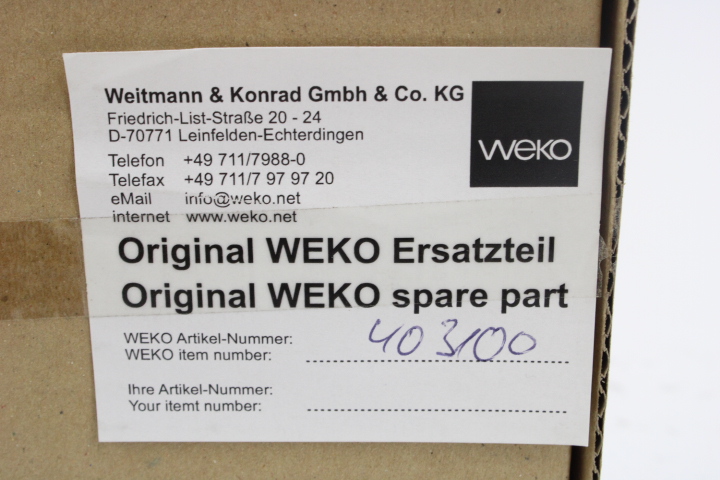 Weitmann & Konrad Gmbh & Co. KG
Friedrich-List-Straße 20 - 24
D-70771 Leinfelden-Echterdingen
weko
Telefon +49 711/7988-0
Telefax +49 711/7 97 97 20
eMail info@weko.net
internet www.weko.net
Original WEKO Ersatzteil
Original WEKO spare part
WEKO Artikel-Nummer:
WEKO item number: 403100
Ihre Artikel-Nummer:
Your itemt number: